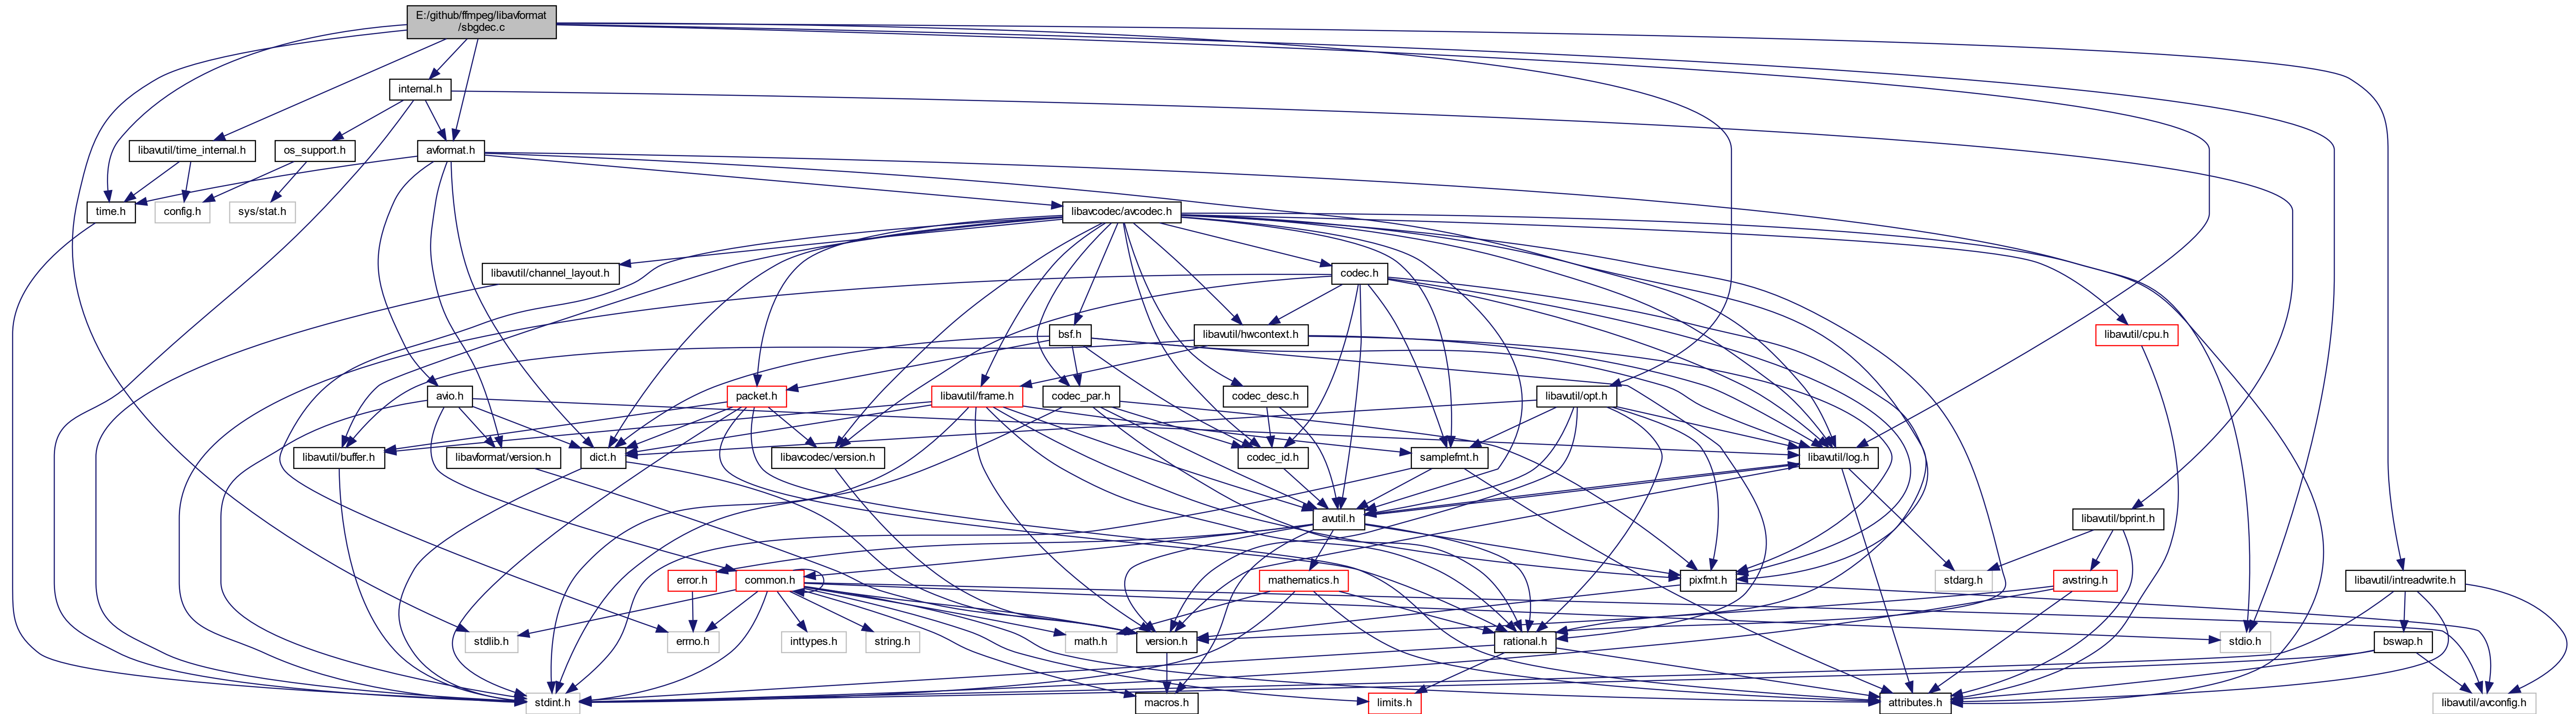 E:/github/ffmpeg/libavformat
/sbgdec.c
internal.h
libavutil/time_internal.h
os_support.h
avformat.h
time.h
config.h
sys/stat.h
libavcodec/avcodec.h
libavutil/channel_layout.h
codec.h
bsf.h
libavutil/hwcontext.h
libavutil/cpu.h
avio.h
packet.h
libavutil/frame.h
codec_par.h
codec_desc.h
libavutil/opt.h
libavutil/buffer.h
libavformat/version.h
dict.h
libavcodec/version.h
codec_id.h
samplefmt.h
libavutil/log.h
avutil.h
libavutil/bprint.h
error.h
common.h
mathematics.h
pixfmt.h
stdarg.h
avstring.h
libavutil/intreadwrite.h
stdlib.h
errno.h
inttypes.h
string.h
math.h
version.h
rational.h
stdio.h
bswap.h
stdint.h
macros.h
limits.h
attributes.h
libavutil/avconfig.h